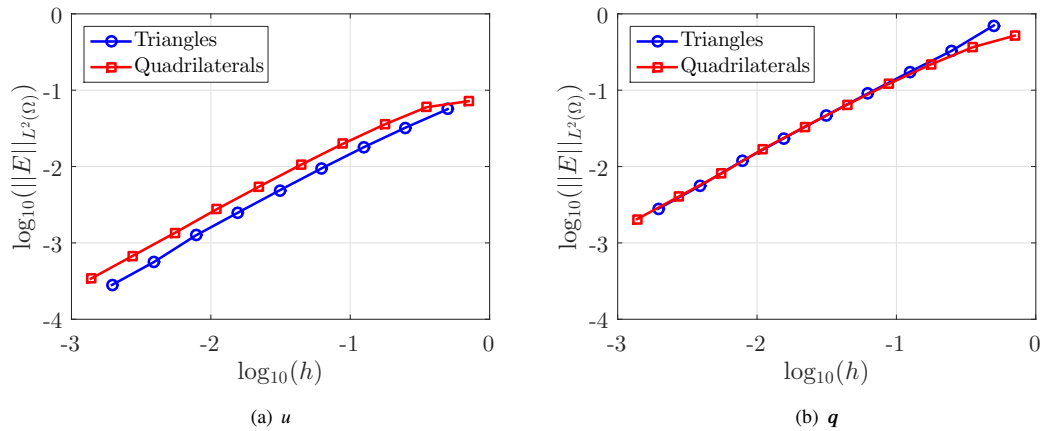 0
-1
-2
-3
-4
log₁₀(||E||_{L²(Ω)})
Triangles
Quadrilaterals
-3
-2
-1
0
log₁₀(h)
(a) u
0
-1
-2
-3
-4
log₁₀(||E||_{L²(Ω)})
Triangles
Quadrilaterals
-3
-2
-1
0
log₁₀(h)
(b) q